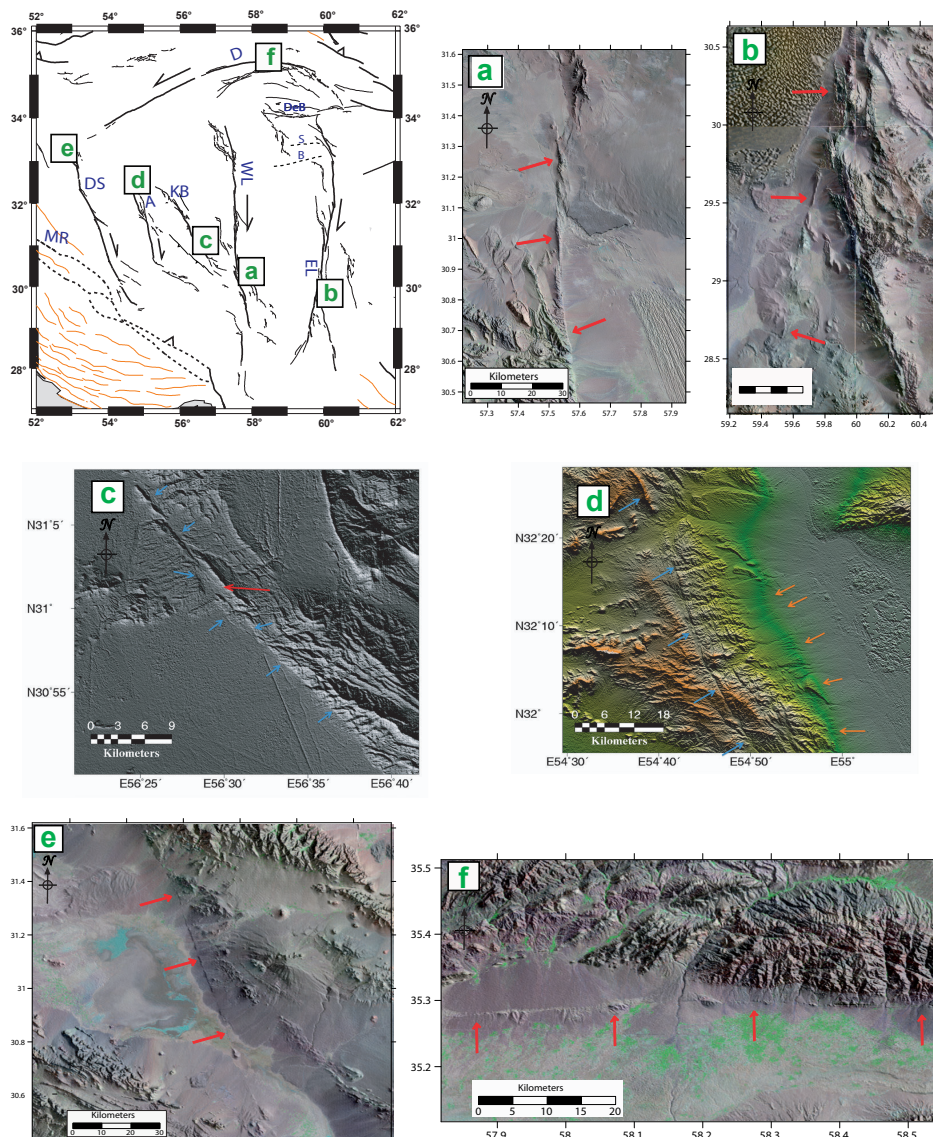 52° 54° 56° 58° 60° 62°
36°
34°
32°
30°
28°
52° 54° 56° 58° 60° 62°
f
D
DeB
S
B
e
DS
d
A
KB
WL
c
MR
a
EL
b
a
N
31.6
31.5
31.4
31.3
31.2
31.1
31
30.9
30.8
30.7
30.6
30.5
Kilometers
0 10 20 30
57.3 57.4 57.5 57.6 57.7 57.8 57.9
b
N
30.5
30
29.5
29
28.5
59.2 59.4 59.6 59.8 60 60.2 60.4
c
N
N31°5′
N31°
N30°55′
0 3 6 9
Kilometers
E56°25′ E56°30′ E56°35′ E56°40′
d
N
N32°20′
N32°10′
N32°
0 6 12 18
Kilometers
E54°30′ E54°40′ E54°50′ E55°
e
N
31.6
31.4
31.2
31
30.8
30.6
Kilometers
0 10 20 30
f
N
35.5
35.4
35.3
35.2
Kilometers
0 5 10 15 20
57.9 58 58.1 58.2 58.3 58.4 58.5